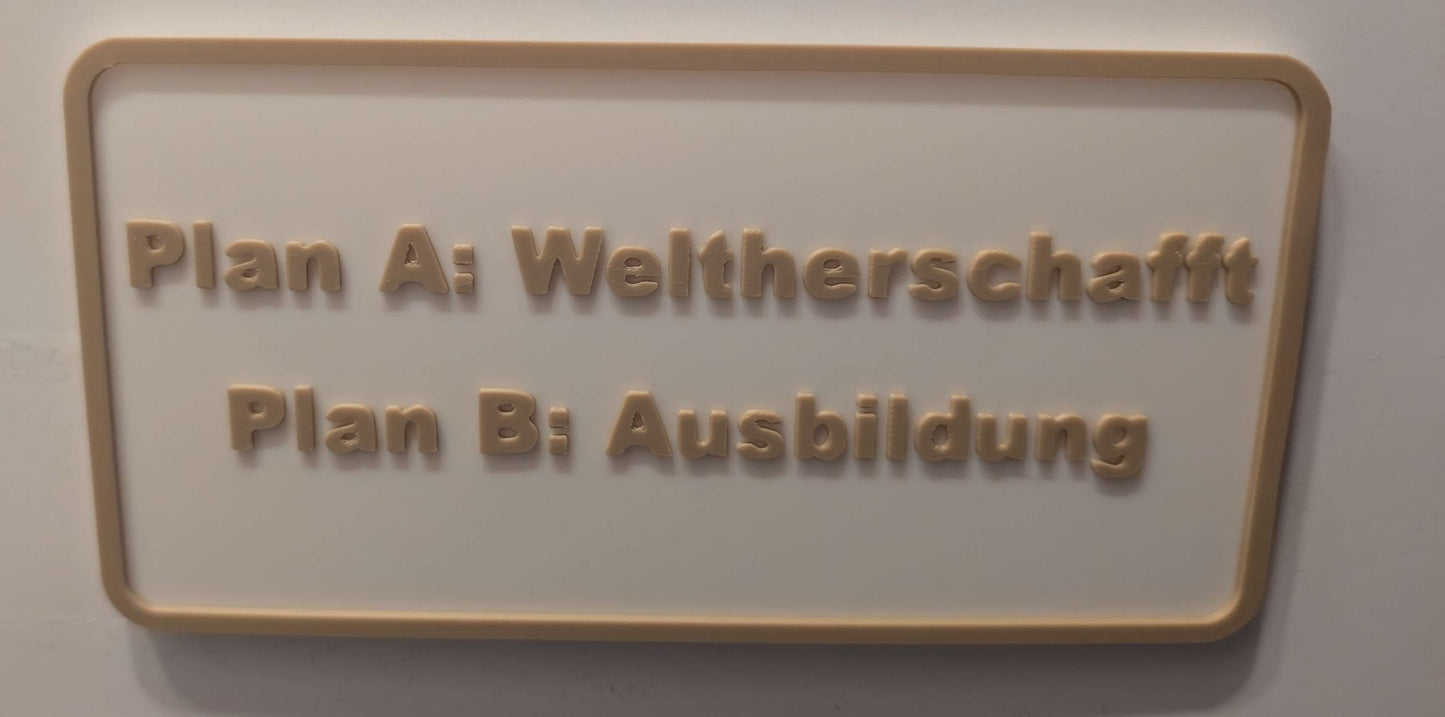 Plan A: Weltherschafft
Plan B: Ausbildung